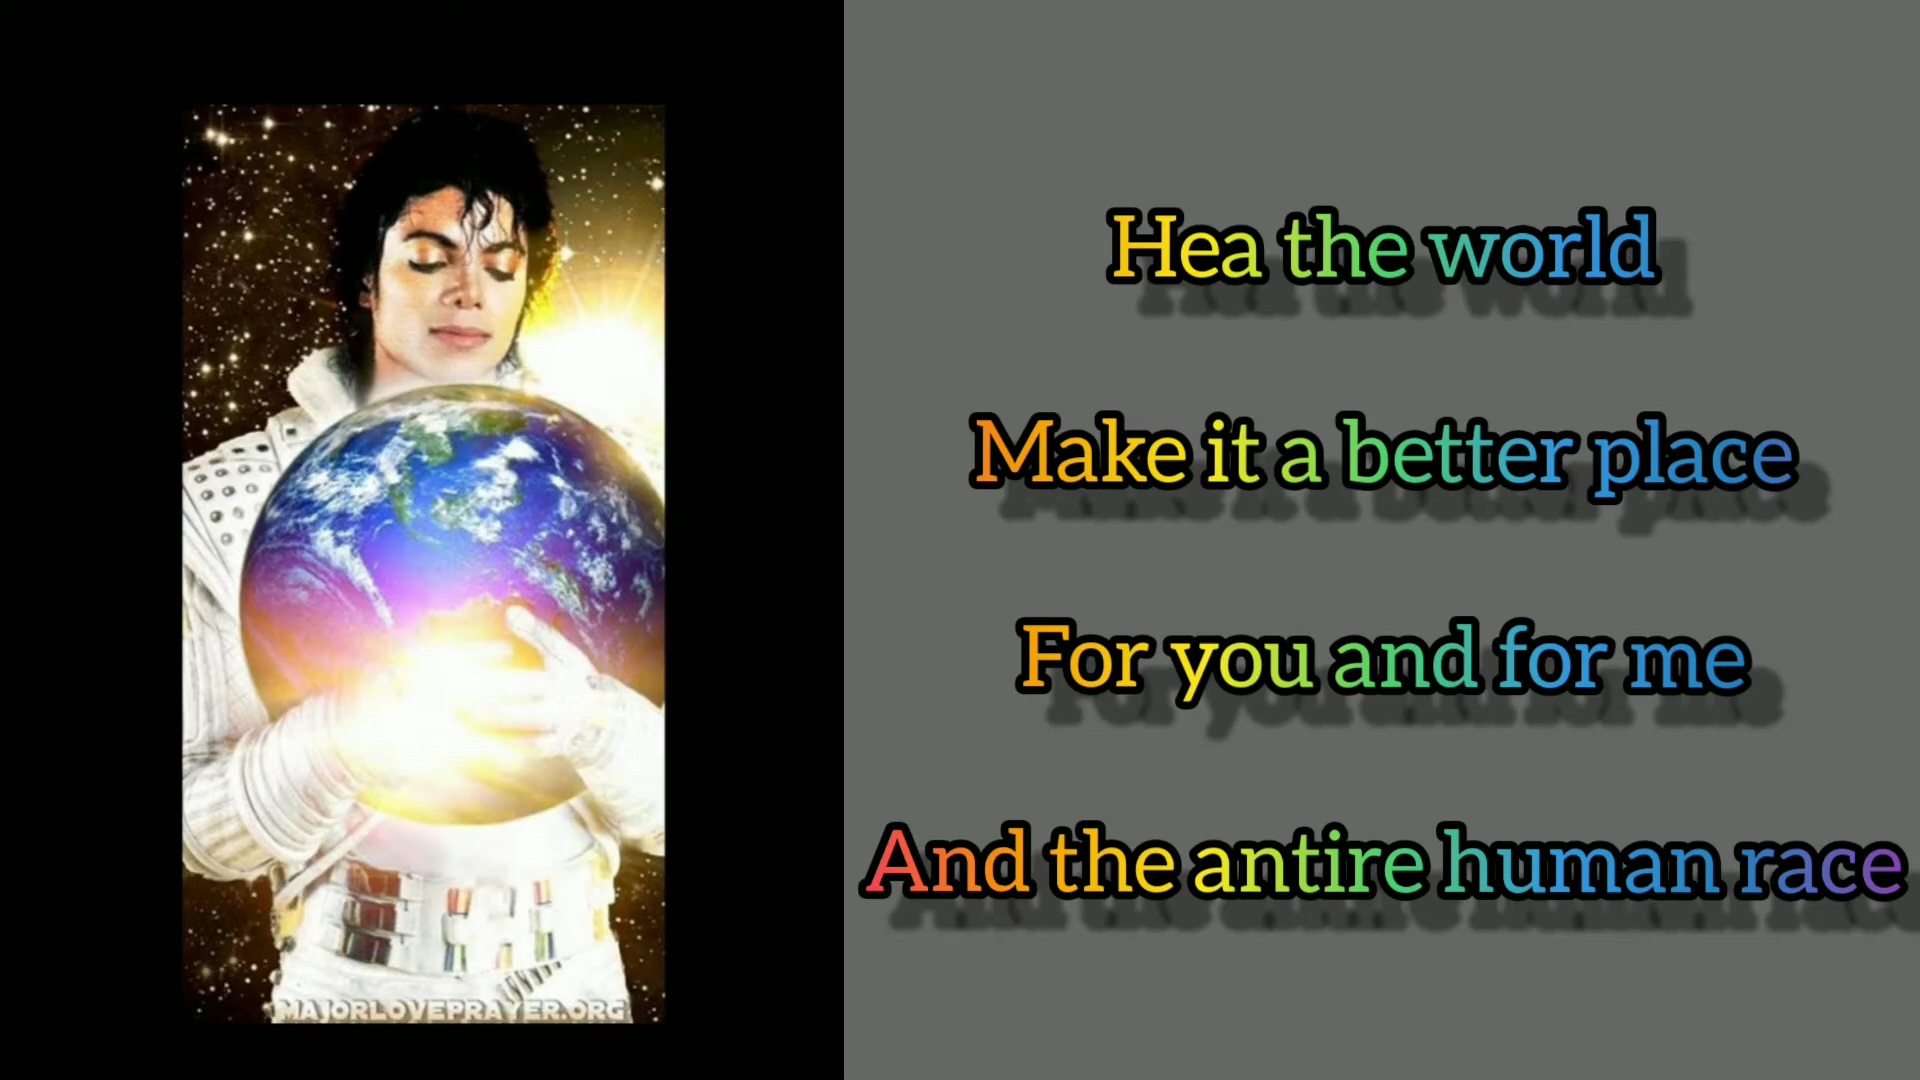 Hea the world
Make it a better place
For you and for me
And the antire human race
MAJORLOVEPRAYER.ORG